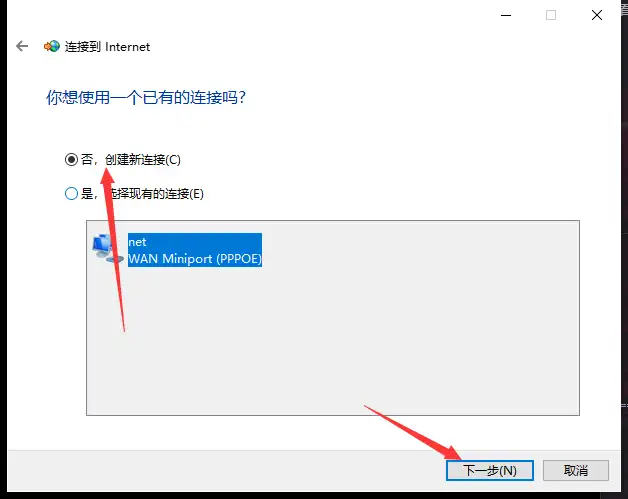 连接到 Internet
你想使用一个已有的连接吗?
否，创建新连接(C)
是，选择现有的连接(E)
net
WAN Miniport (PPPOE)
下一步(N)
取消